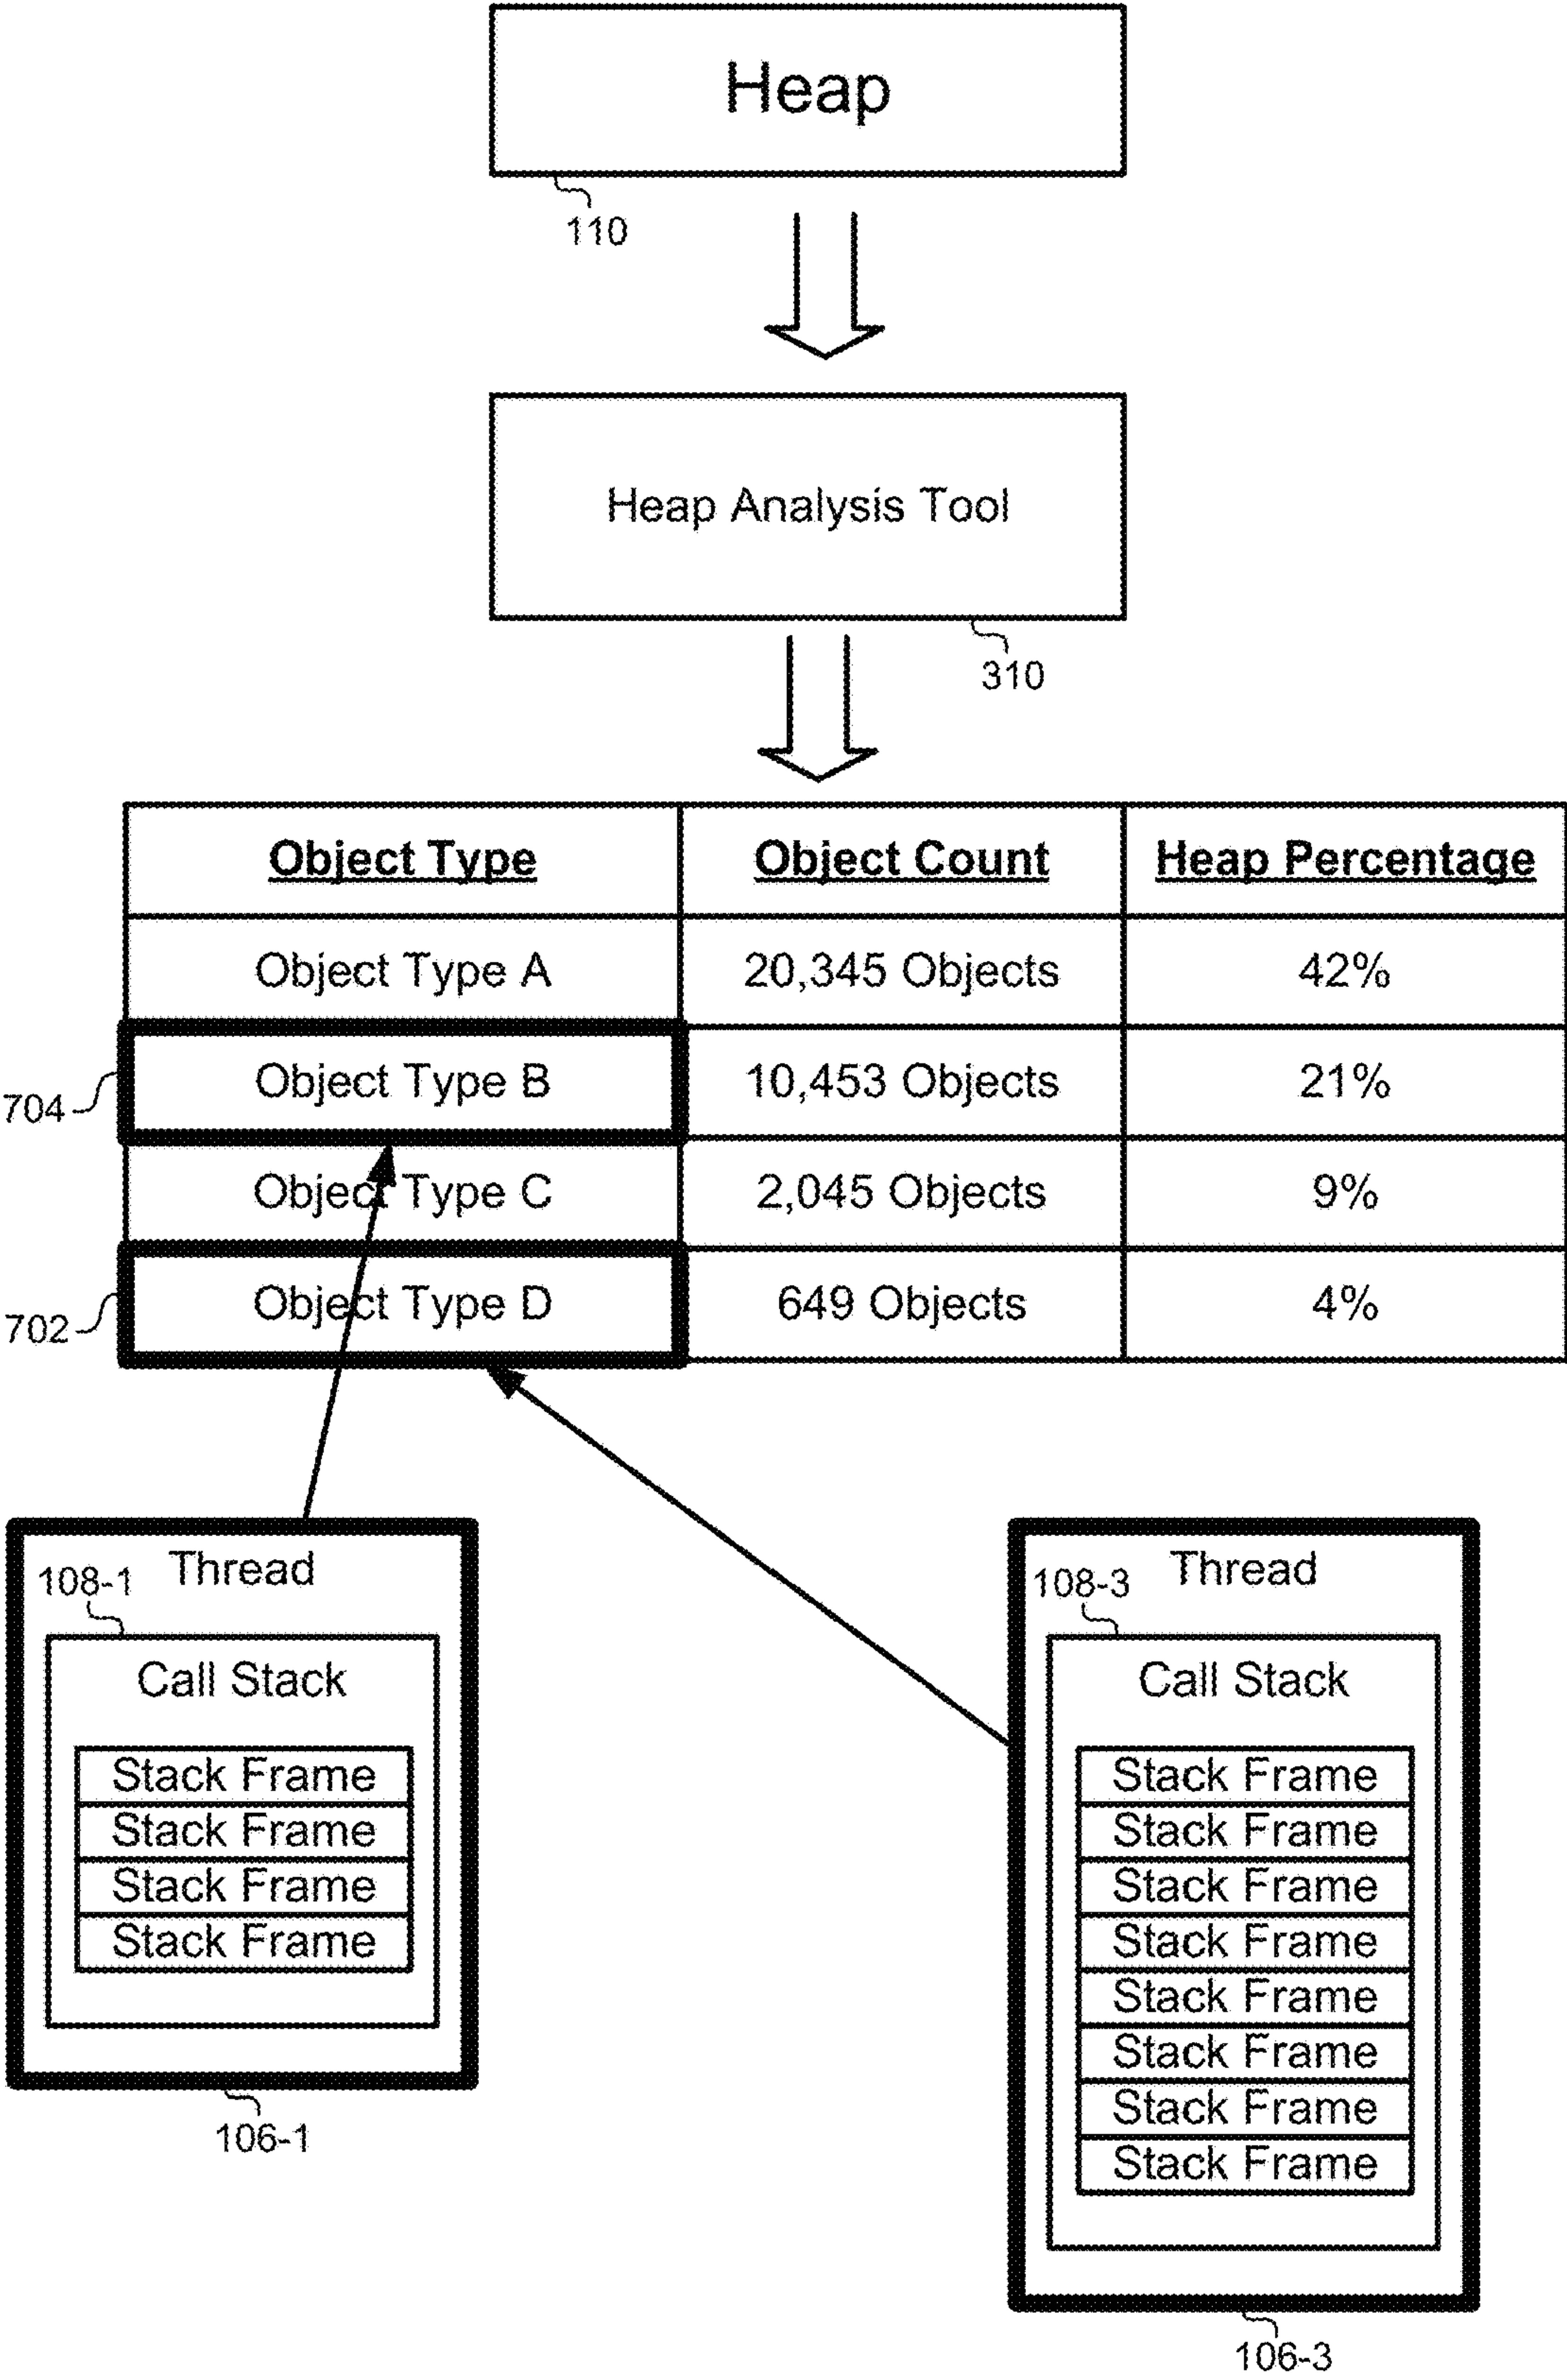 Heap
110
Heap Analysis Tool
310
Object Type Object Count Heap Percentage
Object Type A 20,345 Objects 42%
704 Object Type B 10,453 Objects 21%
Object Type C 2,045 Objects 9%
702 Object Type D 649 Objects 4%
Thread
108-1
Call Stack
Stack Frame
Stack Frame
Stack Frame
Stack Frame
106-1
Thread
108-3
Call Stack
Stack Frame
Stack Frame
Stack Frame
Stack Frame
Stack Frame
Stack Frame
Stack Frame
Stack Frame
106-3